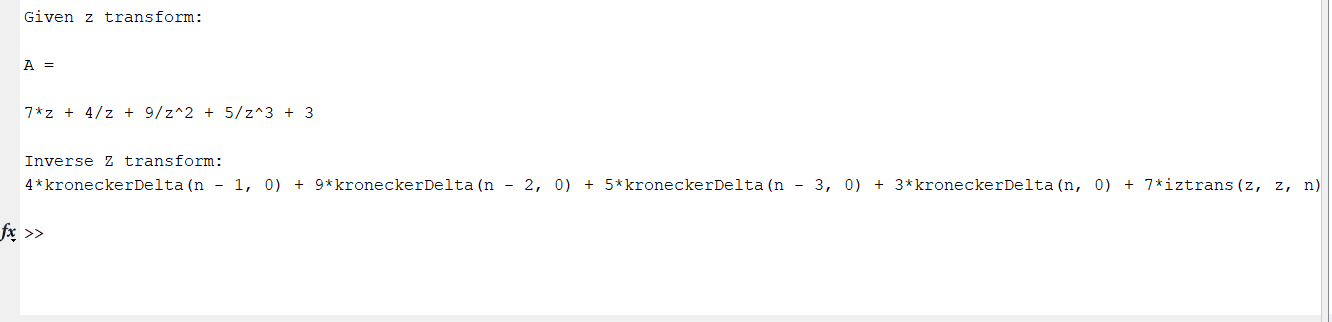 Given z transform:
A =
7*z + 4/z + 9/z^2 + 5/z^3 + 3
Inverse Z transform:
4*kroneckerDelta(n - 1, 0) + 9*kroneckerDelta(n - 2, 0) + 5*kroneckerDelta(n - 3, 0) + 3*kroneckerDelta(n, 0) + 7*iztrans(z, z, n)
fx >>